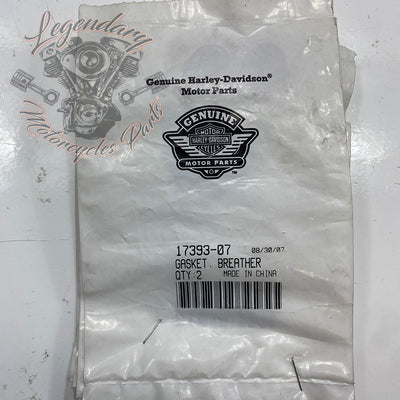 Legendary
Motorcycles Parts
Genuine Harley-Davidson®
Motor Parts
GENUINE
MOTOR
HARLEY-DAVIDSON
CYCLES
MOTOR PARTS
™
17393-07 08/30/07
GASKET, BREATHER
QTY:2 MADE IN CHINA